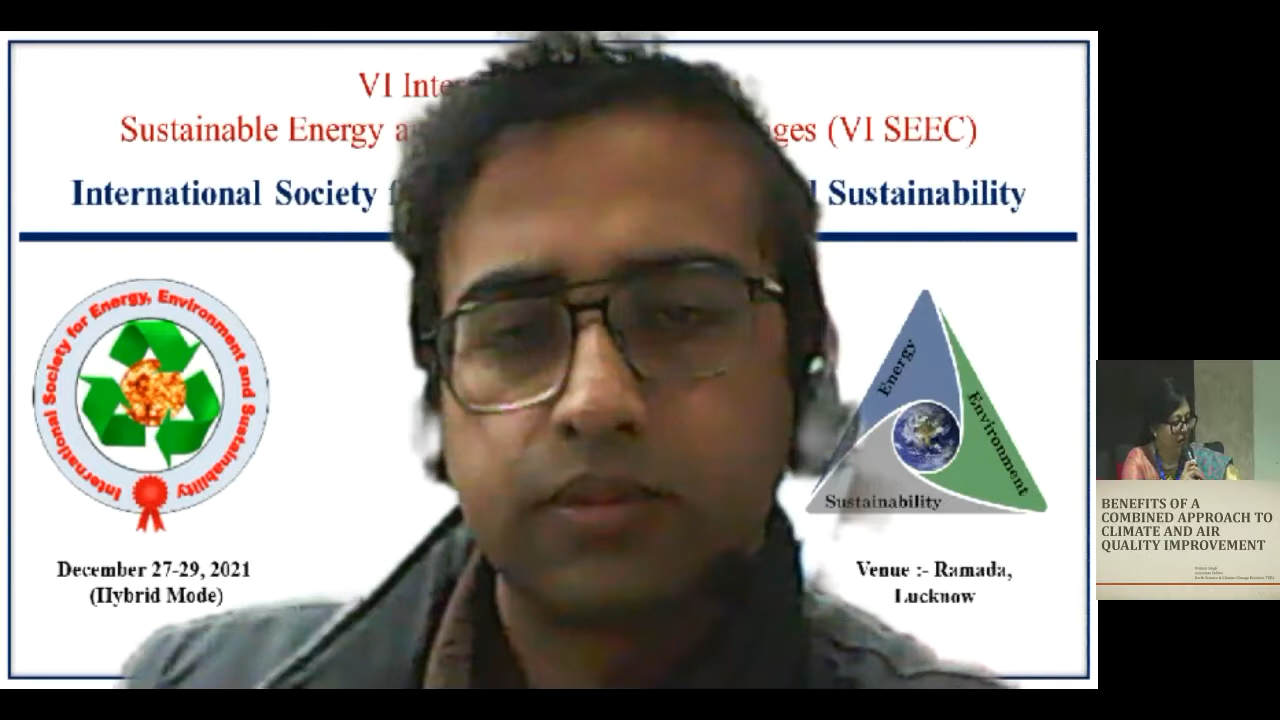 VI Inte
Sustainable Energy a
ges (VI SEEC)
International Society f
l Sustainability
International Society for Energy, Environment and Sustainability
Energy
Environment
Sustainability
December 27-29, 2021
(Hybrid Mode)
Venue :- Ramada,
Lucknow
BENEFITS OF A
COMBINED APPROACH TO
CLIMATE AND AIR
QUALITY IMPROVEMENT